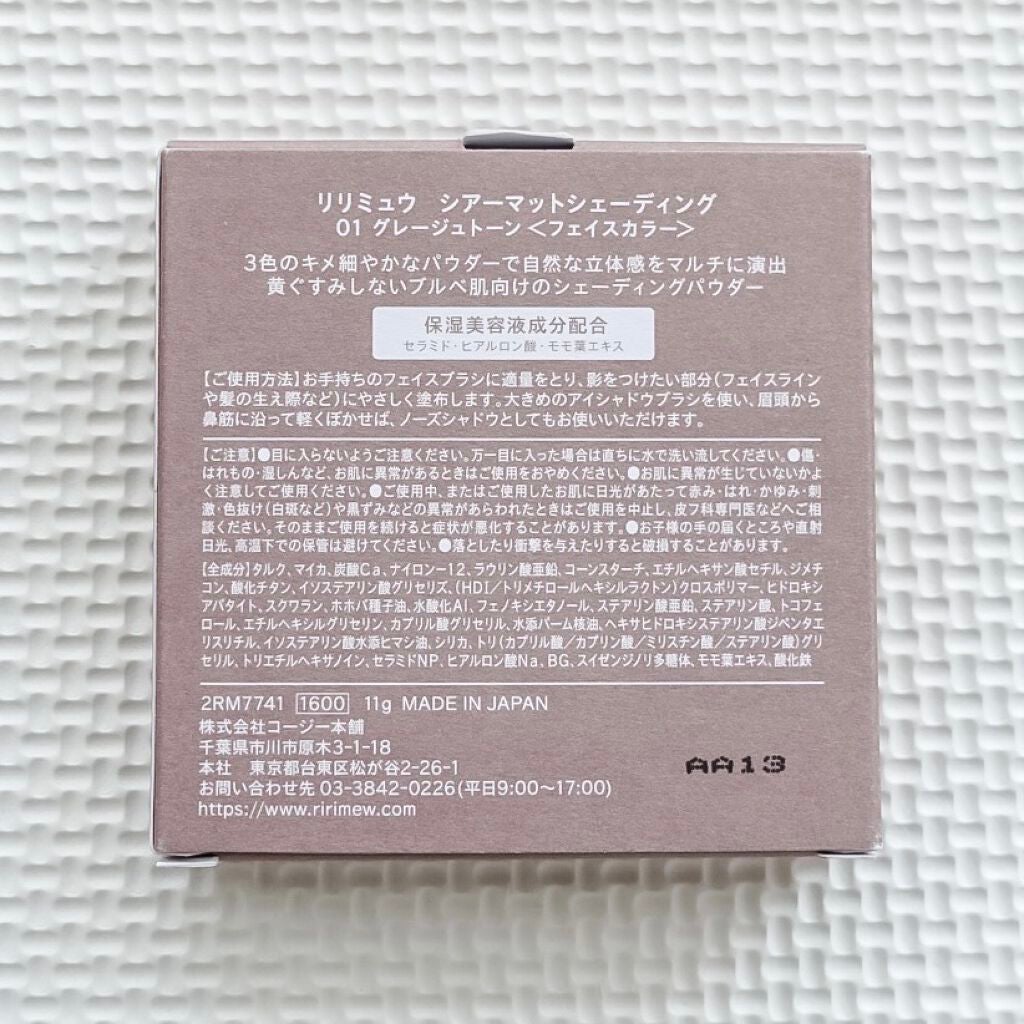 リリミュウ　シアーマットシェーディング
01 グレージュトーン＜フェイスカラー＞
3色のキメ細やかなパウダーで自然な立体感をマルチに演出
黄ぐすみしないブルベ肌向けのシェーディングパウダー
保湿美容液成分配合
セラミド・ヒアルロン酸・モモ葉エキス
【ご使用方法】お手持ちのフェイスブラシに適量をとり、影をつけたい部分（フェイスライン
や髪の生え際など）にやさしく塗布します。大きめのアイシャドウブラシを使い、眉頭から
鼻筋に沿って軽くぼかせば、ノーズシャドウとしてもお使いいただけます。
【ご注意】●目に入らないようご注意ください。万一目に入った場合は直ちに水で洗い流してください。●傷・
はれもの・湿しんなど、お肌に異常があるときはご使用をおやめください。●お肌に異常が生じていないかよ
く注意してご使用ください。●ご使用中、またはご使用したお肌に日光があたって赤み・はれ・かゆみ・刺
激・色抜け（白斑など）や黒ずみなどの異常があらわれたときはご使用を中止し、皮フ科専門医などへご相
談ください。そのままご使用を続けると症状が悪化することがあります。●お子様の手の届くところや直射
日光、高温下での保管は避けてください。●落としたり衝撃を与えたりすると破損することがあります。
【全成分】タルク、マイカ、炭酸Ca、ナイロン-12、ラウリン酸亜鉛、コーンスターチ、エチルヘキサン酸セチル、ジメチ
コン、酸化チタン、イソステアリン酸グリセリズ、（HDI／トリメチロールヘキシルラクトン）クロスポリマー、ヒドロキシ
アパタイト、スクワラン、ホホバ種子油、水酸化Al、フェノキシエタノール、ステアリン酸亜鉛、ステアリン酸、トコフェ
ロール、エチルヘキシルグリセリン、カプリル酸グリセリル、水添パーム核油、ヘキサヒドロキシステアリン酸ジペンタエ
リスリチル、イソステアリン酸水添ヒマシ油、シリカ、トリ（カプリル酸／カプリン酸／ミリスチン酸／ステアリン酸）グリ
セリル、トリエチルヘキサノイン、セラミドNP、ヒアルロン酸Na、BG、スイゼンジノリ多糖体、モモ葉エキス、酸化鉄
2RM7741 1600 11g MADE IN JAPAN
株式会社コージー本舗
千葉県市川市原木3-1-18
本社　東京都台東区松が谷2-26-1
AA13
お問い合わせ先 03-3842-0226(平日9:00〜17:00)
https://www.ririmew.com